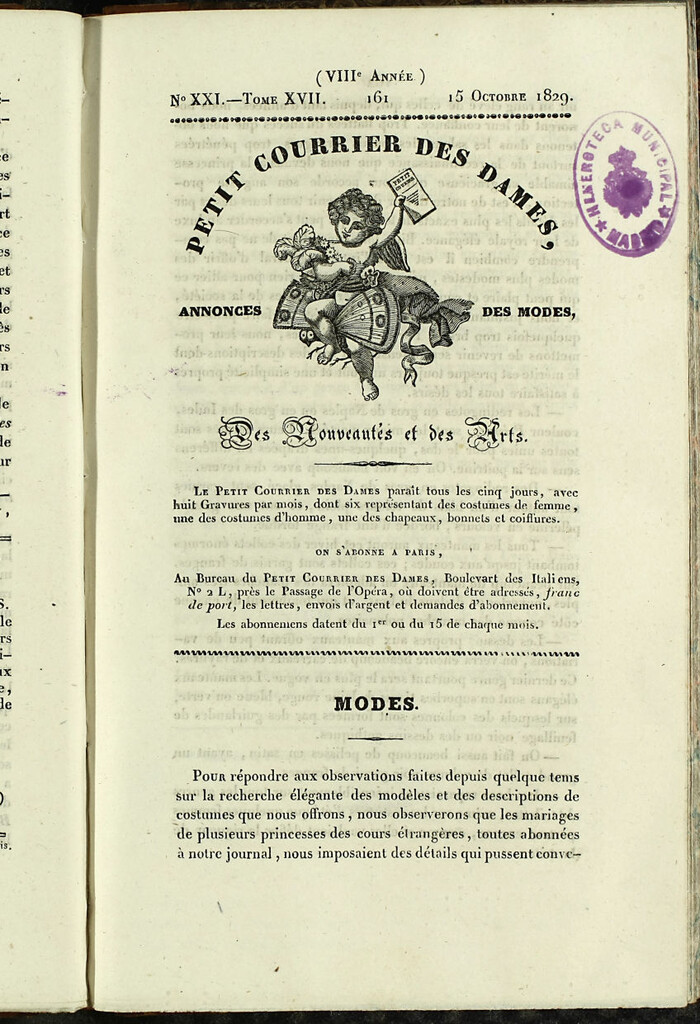 (VIIIe Année.)
No XXI.—Tome XVII. 161 15 Octobre 1829.
PETIT COURRIER DES DAMES,
PETIT
ANNONCES DES MODES,
Des Nouveautés et des Arts.
Le Petit Courrier des Dames paraît tous les cinq jours, avec
huit Gravures par mois, dont six représentant des costumes de femme,
une des costumes d'homme, une des chapeaux, bonnets et coiffures.
ON S'ABONNE A PARIS,
Au Bureau du Petit Courrier des Dames, Boulevart des Italiens,
No 2 L, près le Passage de l'Opéra, où doivent être adressés, franc
de port, les lettres, envois d'argent et demandes d'abonnement.
Les abonnemens datent du 1er ou du 15 de chaque mois.
MODES.
Pour répondre aux observations faites depuis quelque tems
sur la recherche élégante des modèles et des descriptions de
costumes que nous offrons, nous observerons que les mariages
de plusieurs princesses des cours étrangères, toutes abonnées
à notre journal, nous imposaient des détails qui pussent conve-
HEMEROTECA MUNICIPAL
MADRID